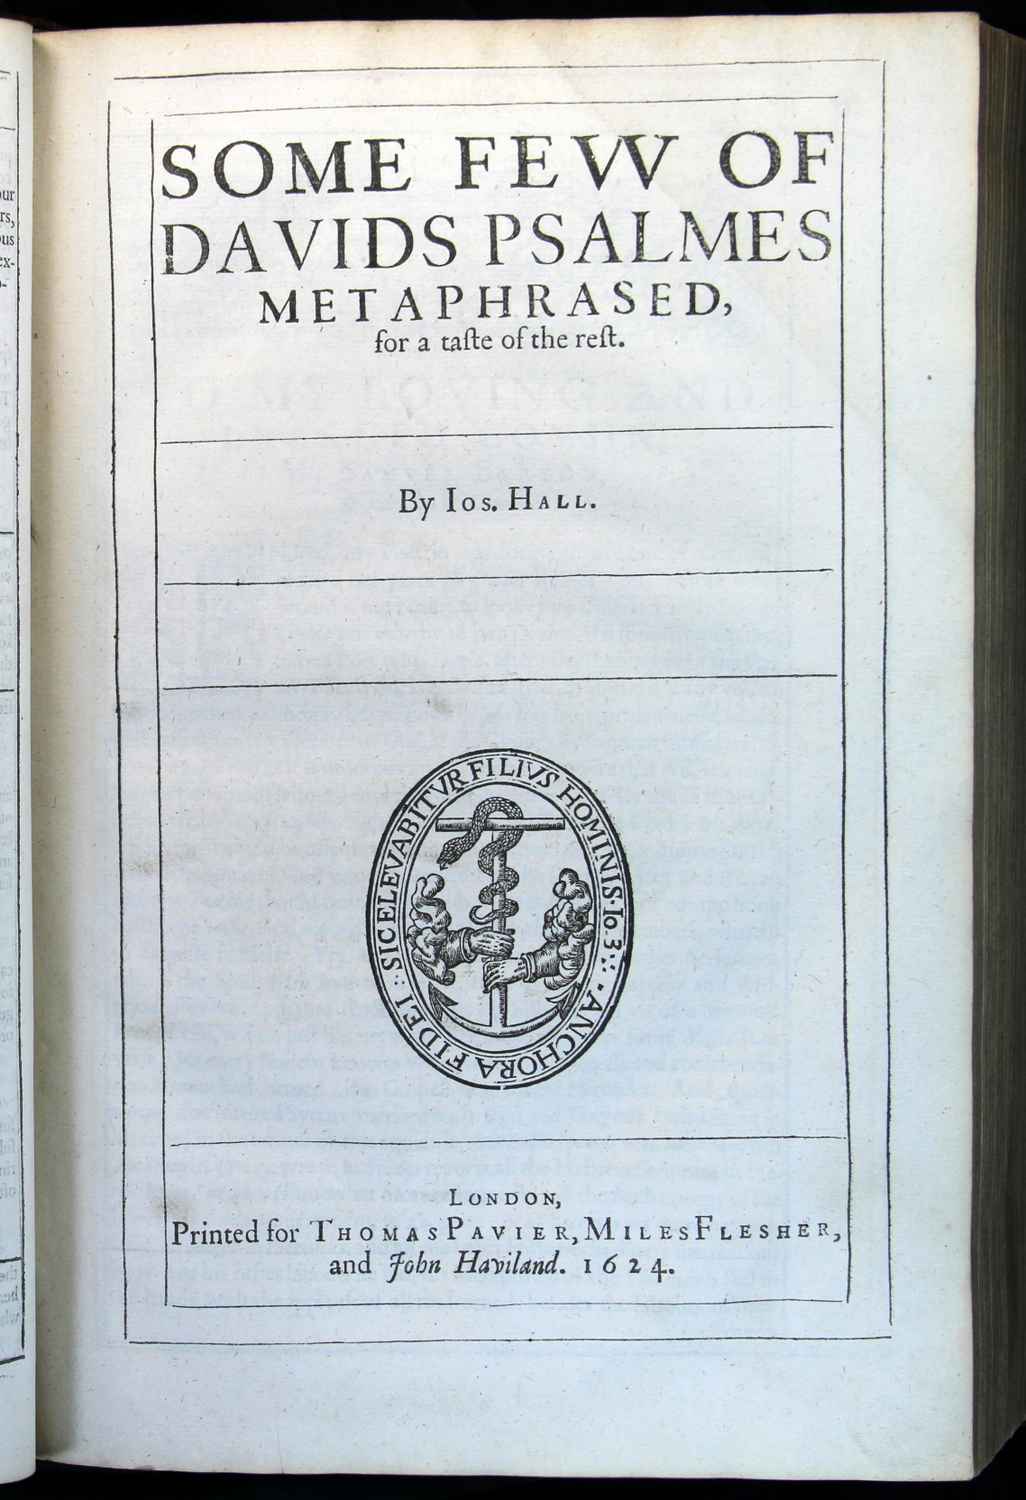 SOME FEVV OF
DAVIDS PSALMES
METAPHRASED,
for a taſte of the reſt.
By Ios. HALL.
SIC ELEVABITVR FILIVS HOMINIS. Io. 3:: - ANCHORA FIDEI:
LONDON,
Printed for THOMAS PAVIER, MILES FLESHER,
and John Haviland. 1624.